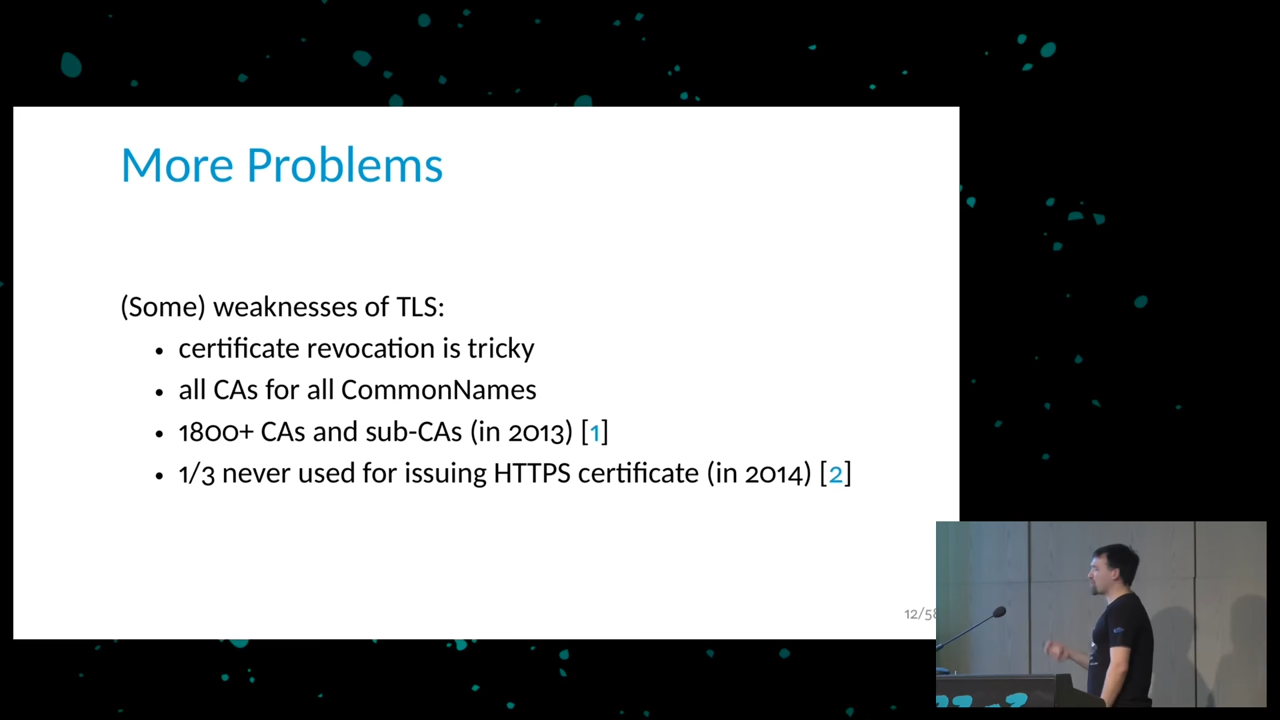 More Problems
(Some) weaknesses of TLS:
• certificate revocation is tricky
• all CAs for all CommonNames
• 1800+ CAs and sub-CAs (in 2013) [1]
• 1/3 never used for issuing HTTPS certificate (in 2014) [2]
12/58